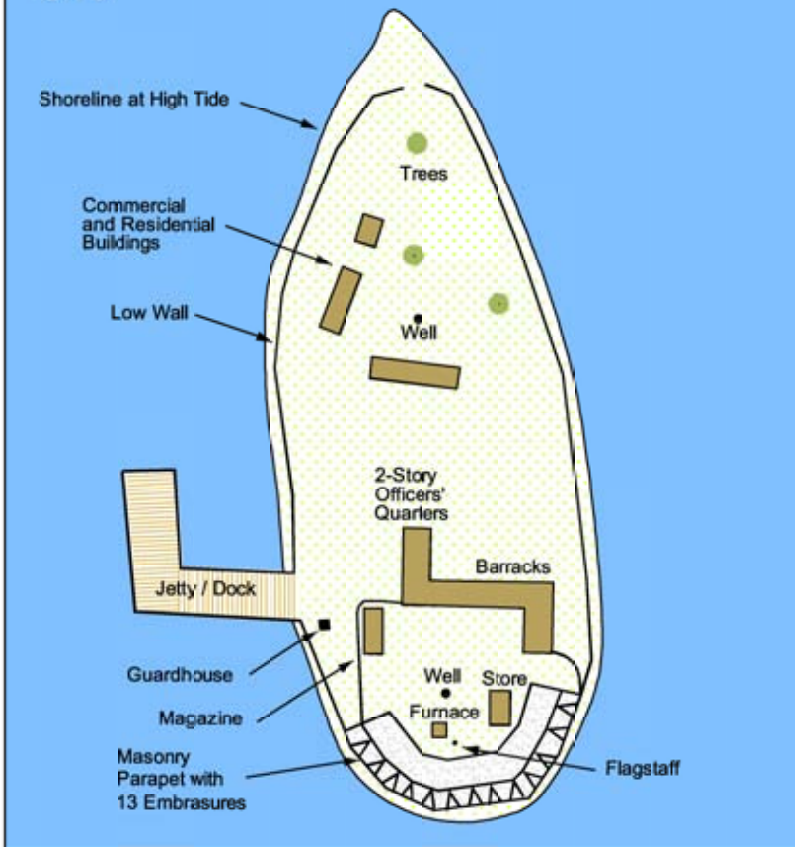 Shoreline at High Tide
Trees
Commercial
and Residential
Buildings
Low Wall
Well
2-Story
Officers'
Quarters
Barracks
Jetty / Dock
Guardhouse
Well
Store
Magazine
Furnace
Masonry
Parapet with
13 Embrasures
Flagstaff